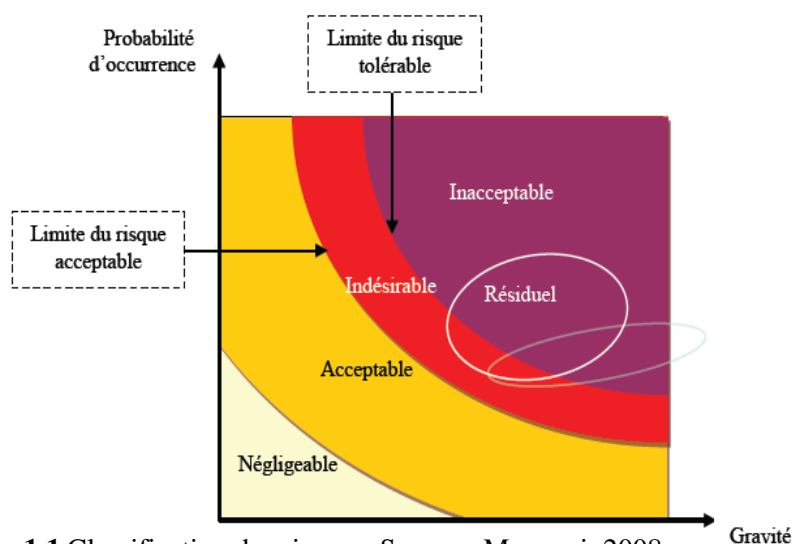 Probabilité
d'occurrence
Limite du risque
tolérable
Inacceptable
Limite du risque
acceptable
Indésirable
Résiduel
Acceptable
Négligeable
Gravité